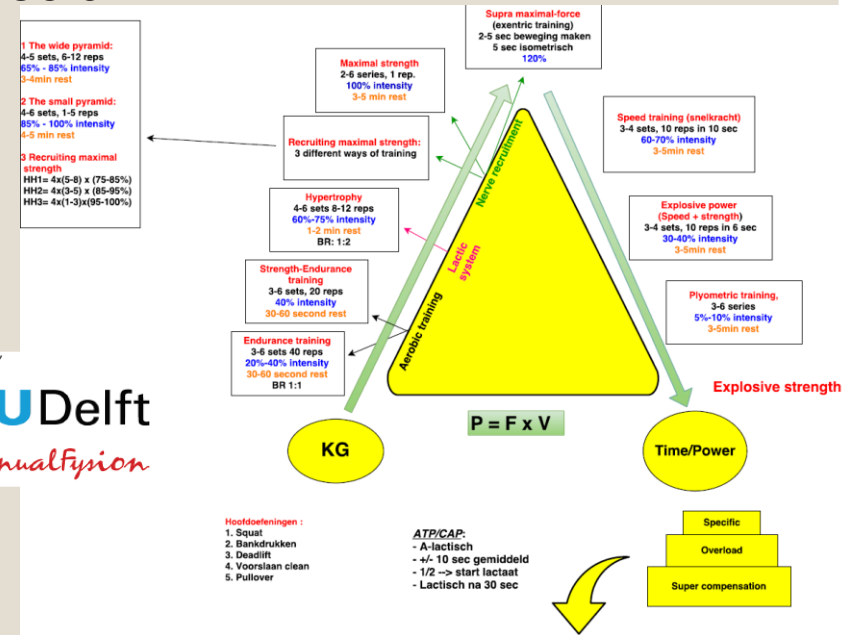 1 The wide pyramid:
4-5 sets, 6-12 reps
65% - 85% intensity
3-4min rest
2 The small pyramid:
4-6 sets, 1-5 reps
85% - 100% intensity
4-5 min rest
3 Recruiting maximal
strength
HH1= 4x(5-8) x (75-85%)
HH2= 4x(3-5) x (85-95%)
HH3= 4x(1-3)x(95-100%)
Supra maximal-force
(exentric training)
2-5 sec beweging maken
5 sec isometrisch
120%
Maximal strength
2-6 series, 1 rep.
100% intensity
3-5 min rest
Recruiting maximal strength:
3 different ways of training
Hypertrophy
4-6 sets 8-12 reps
60%-75% intensity
1-2 min rest
BR: 1:2
Strength-Endurance
training
3-6 sets, 20 reps
40% intensity
30-60 second rest
Endurance training
3-6 sets 40 reps
20%-40% intensity
30-60 second rest
BR 1:1
Nerve recruitment
Lactic
system
Aerobic training
Speed training (sneikracht)
3-4 sets, 10 reps in 10 sec
60-70% intensity
3-5min rest
Explosive power
(Speed + strength)
3-4 sets, 10 reps in 6 sec
30-40% intensity
3-5min rest
Plyometric training,
3-6 series
5%-10% intensity
3-5min rest
Explosive strength
P = F x V
KG
Time/Power
UDelft
nualFysion
Hoofdoefeningen :
1. Squat
2. Bankdrukken
3. Deadlift
4. Voorslaan clean
5. Pullover
ATP/CAP:
- A-lactisch
- +/- 10 sec gemiddeld
- 1/2 --> start lactaat
- Lactisch na 30 sec
Specific
Overload
Super compensation